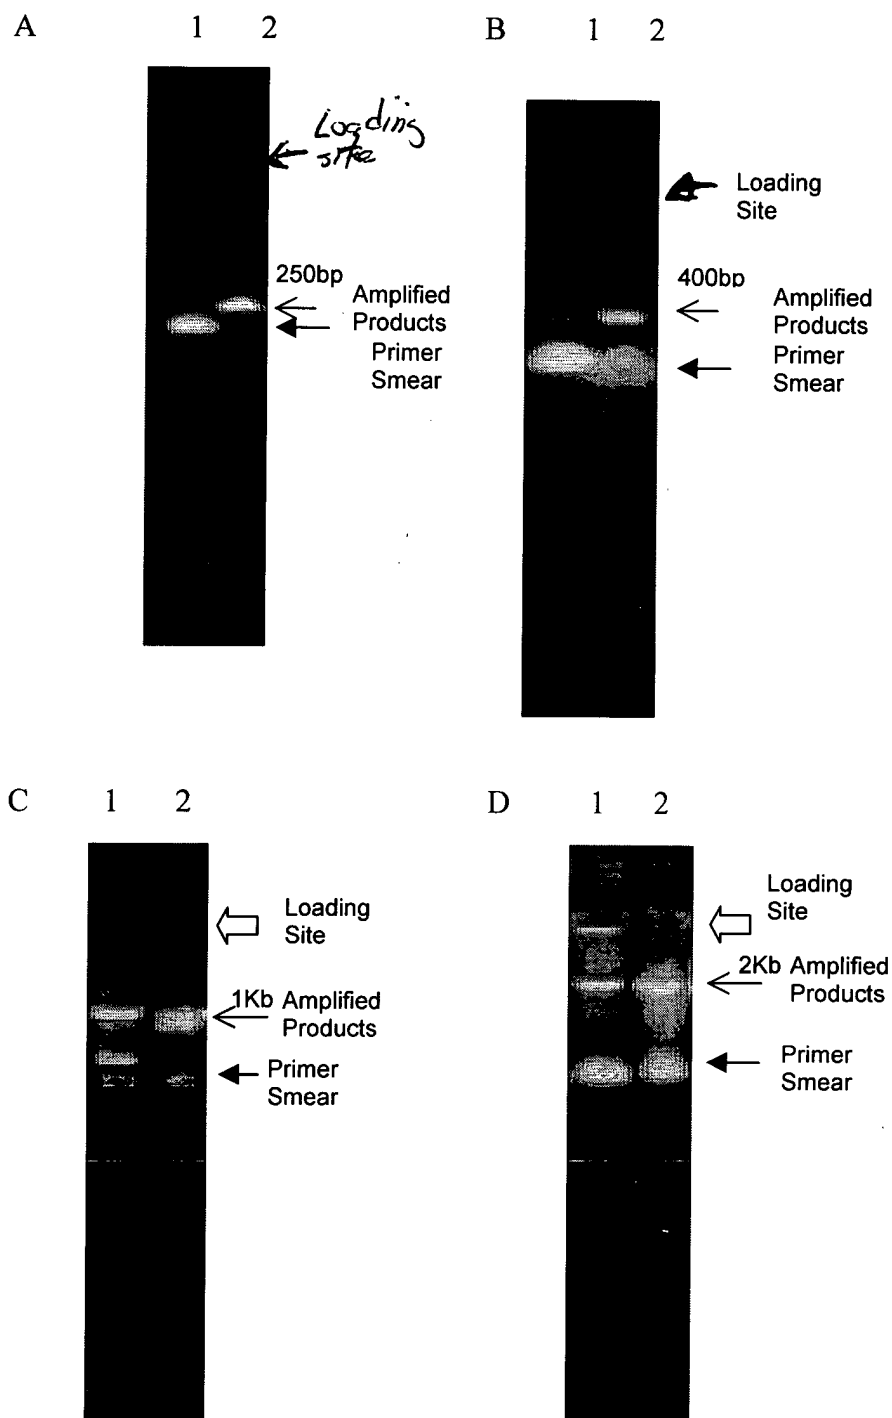 A
1 2
Loading
site
250bp
Amplified
Products
Primer
Smear
B
1 2
Loading
Site
400bp
Amplified
Products
Primer
Smear
C
1 2
Loading
Site
1Kb Amplified
Products
Primer
Smear
D
1 2
Loading
Site
2Kb Amplified
Products
Primer
Smear